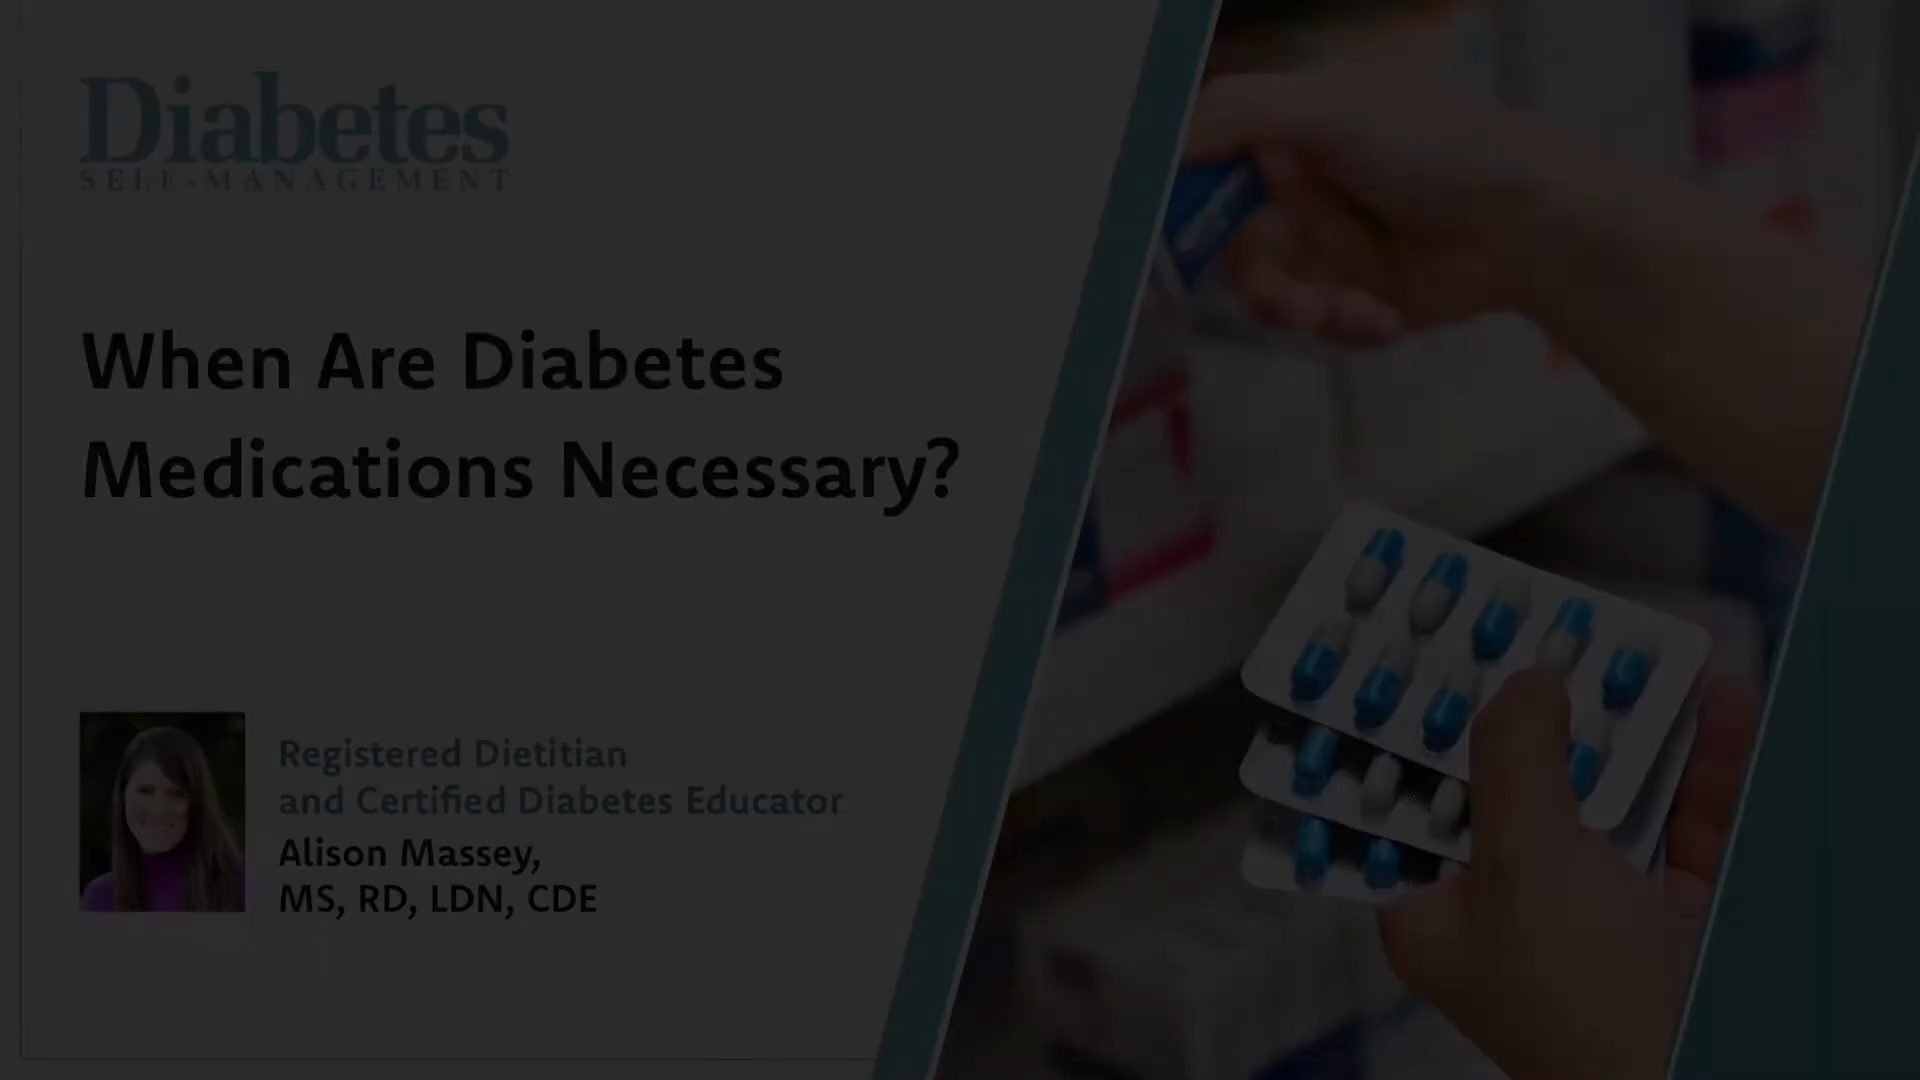 Diabetes
SELF-MANAGEMENT
When Are Diabetes
Medications Necessary?
Registered Dietitian
and Certified Diabetes Educator
Alison Massey,
MS, RD, LDN, CDE